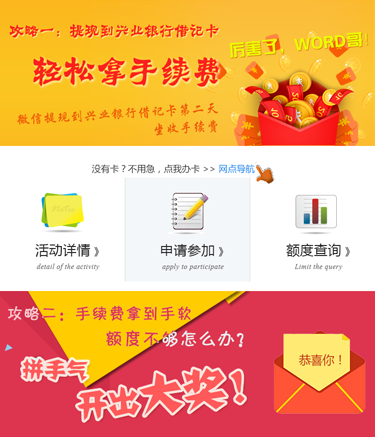 攻略一：提现到兴业银行借记卡
厉害了，WORD哥！
轻松拿手续费
微信提现到兴业银行借记卡第二天
坐收手续费
没有卡？不用急，点我办卡 >> 网点导航
活动详情 》
detail of the activity
申请参加 》
apply to participate
额度查询 》
Limit the query
攻略二：手续费拿到手软
额度不够怎么办？
拼手气
开出大奖！
恭喜你！